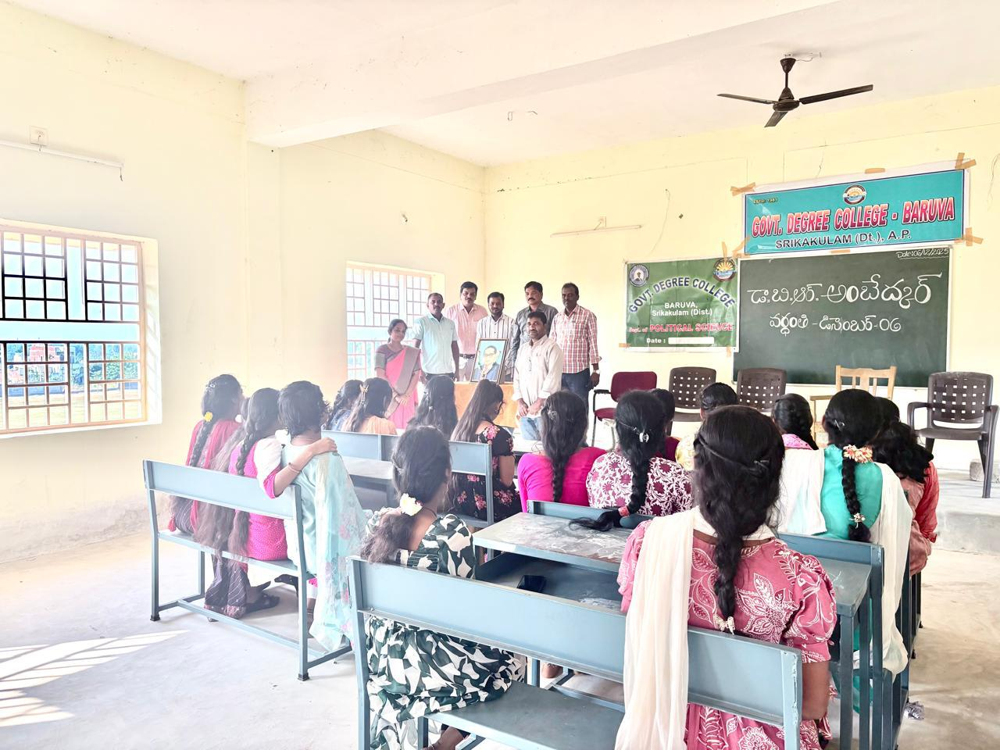 ESTD. 1981
GOVT. DEGREE COLLEGE - BARUVA
SRIKAKULAM (Dt.), A.P.
GOVT. DEGREE COLLEGE
BARUVA,
Srikakulam (Dist.)
Dept. of POLITICAL SCIENCE
Date :
Date: 06/12/2025
డా.బి.ఆర్.-అంబేద్కర్
వర్ధంతి - డిసెంబర్-06